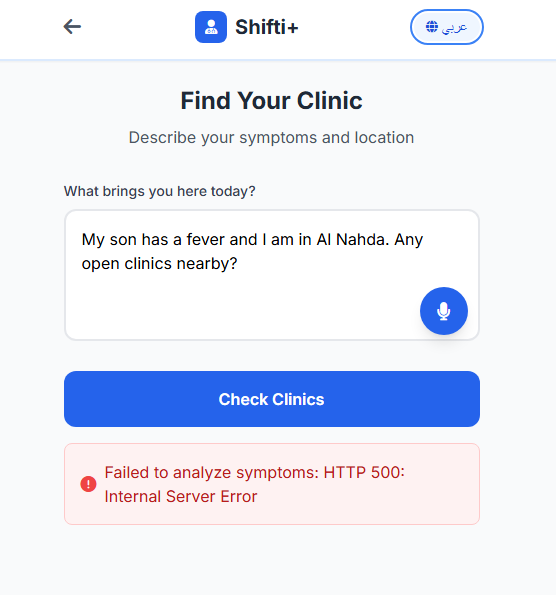 Shifti+
عربي
Find Your Clinic
Describe your symptoms and location
What brings you here today?
My son has a fever and I am in Al Nahda. Any
open clinics nearby?
Check Clinics
Failed to analyze symptoms: HTTP 500:
Internal Server Error